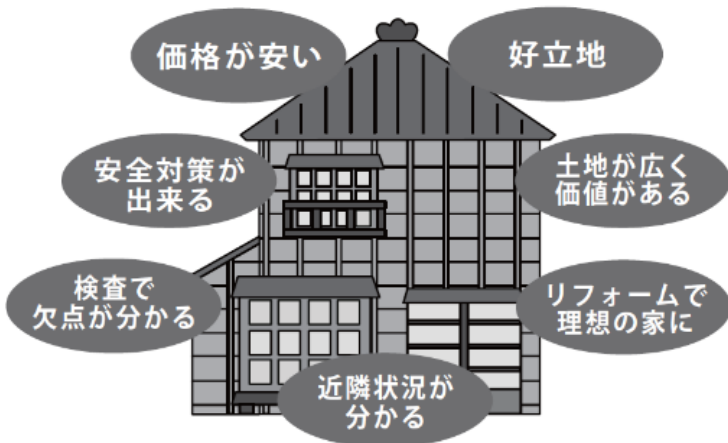 価格が安い
好立地
安全対策が
出来る
土地が広く
価値がある
検査で
欠点が分かる
リフォームで
理想の家に
近隣状況が
分かる